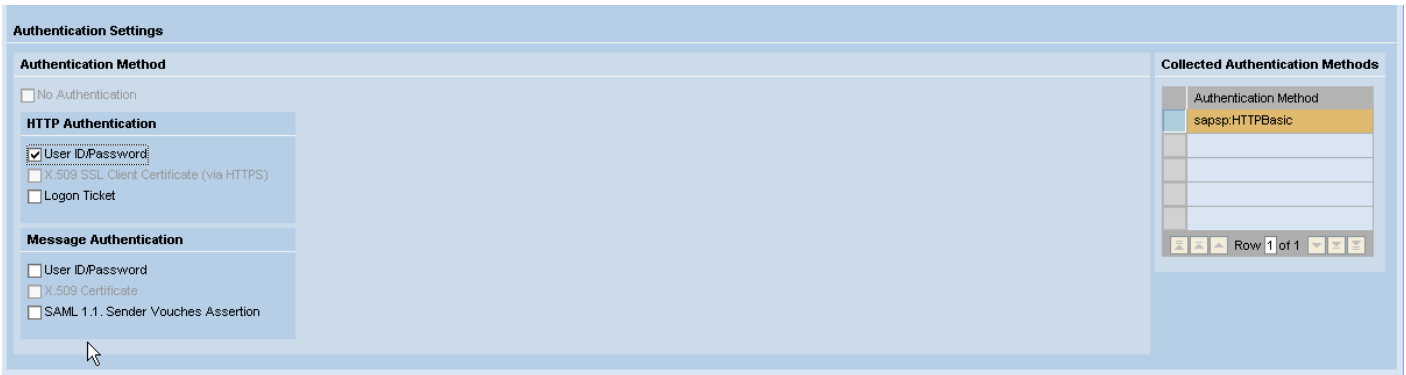 Authentication Settings
Authentication Method
No Authentication
HTTP Authentication
User ID/Password
X.509 SSL Client Certificate (via HTTPS)
Logon Ticket
Message Authentication
User ID/Password
X.509 Certificate
SAML 1.1. Sender Vouches Assertion
Collected Authentication Methods
Authentication Method
sapsp:HTTPBasic
Row 1 of 1